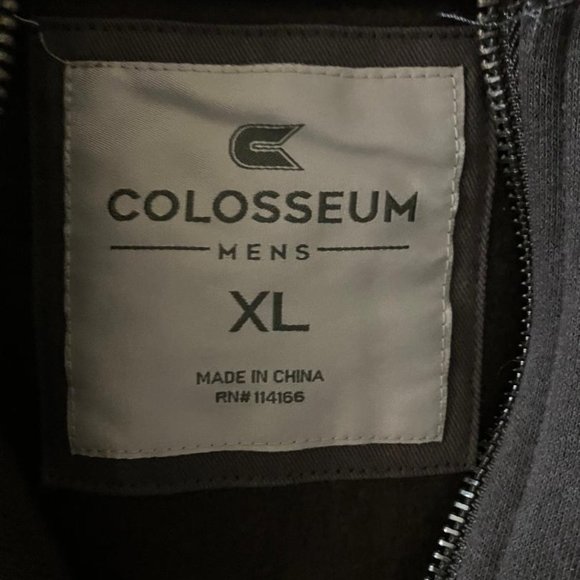 COLOSSEUM
MENS
XL
MADE IN CHINA
RN# 114166